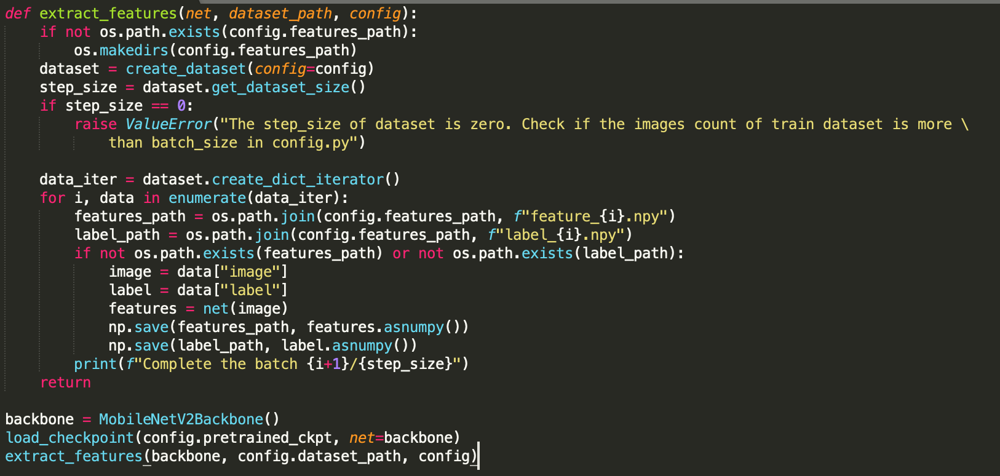 def extract_features(net, dataset_path, config):
    if not os.path.exists(config.features_path):
        os.makedirs(config.features_path)
    dataset = create_dataset(config=config)
    step_size = dataset.get_dataset_size()
    if step_size == 0:
        raise ValueError("The step_size of dataset is zero. Check if the images count of train dataset is more \
            than batch_size in config.py")

    data_iter = dataset.create_dict_iterator()
    for i, data in enumerate(data_iter):
        features_path = os.path.join(config.features_path, f"feature_{i}.npy")
        label_path = os.path.join(config.features_path, f"label_{i}.npy")
        if not os.path.exists(features_path) or not os.path.exists(label_path):
            image = data["image"]
            label = data["label"]
            features = net(image)
            np.save(features_path, features.asnumpy())
            np.save(label_path, label.asnumpy())
        print(f"Complete the batch {i+1}/{step_size}")
    return

backbone = MobileNetV2Backbone()
load_checkpoint(config.pretrained_ckpt, net=backbone)
extract_features(backbone, config.dataset_path, config)